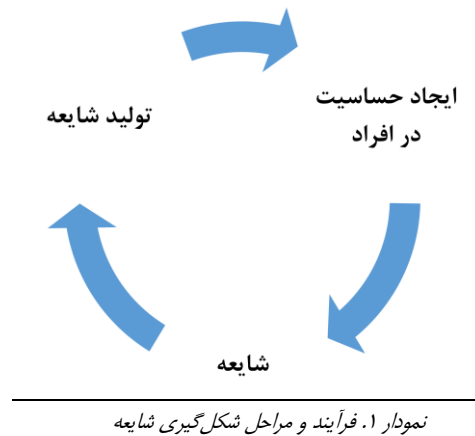 ایجاد حساسیت
در افراد
تولید شایعه
شایعه
نمودار ۱. فرآیند و مراحل شکل‌گیری شایعه